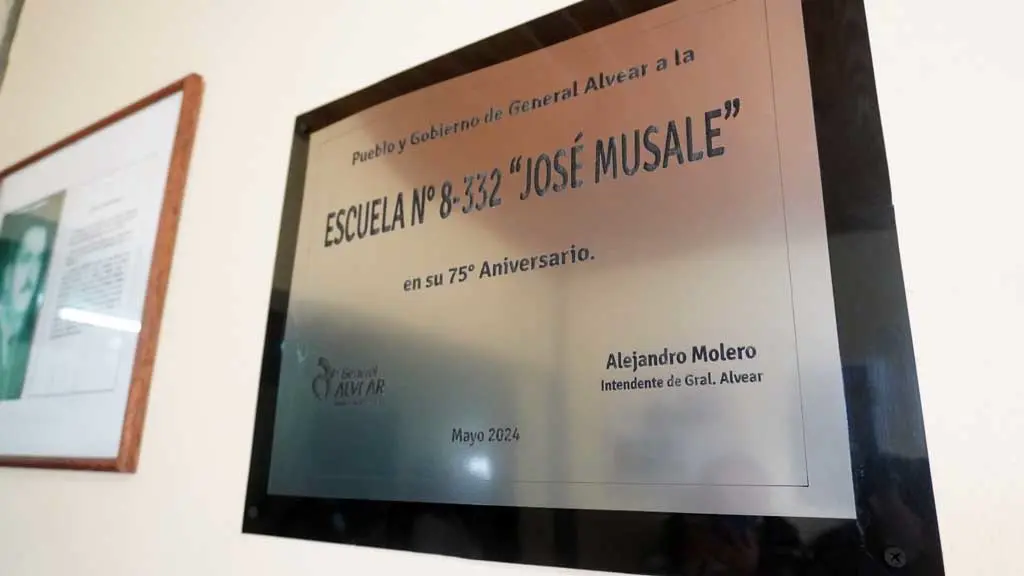 Pueblo y Gobierno de General Alvear a la
ESCUELA N° 8-332 “JOSÉ MUSALE”
en su 75° Aniversario.
Alejandro Molero
Intendente de Gral. Alvear
General
ALVEAR
Mayo 2024